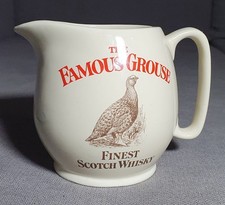 THE
FAMOUS GROUSE
FINEST
SCOTCH WHISKY